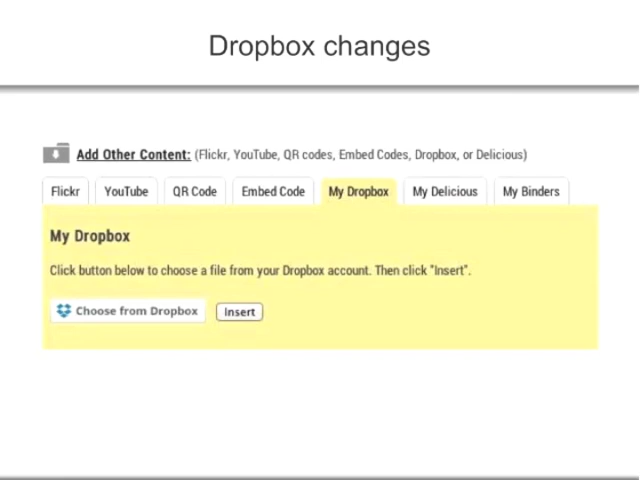 Dropbox changes
Add Other Content: (Flickr, YouTube, QR codes, Embed Codes, Dropbox, or Delicious)
Flickr YouTube QR Code Embed Code My Dropbox My Delicious My Binders
My Dropbox
Click button below to choose a file from your Dropbox account. Then click "Insert".
Choose from Dropbox Insert